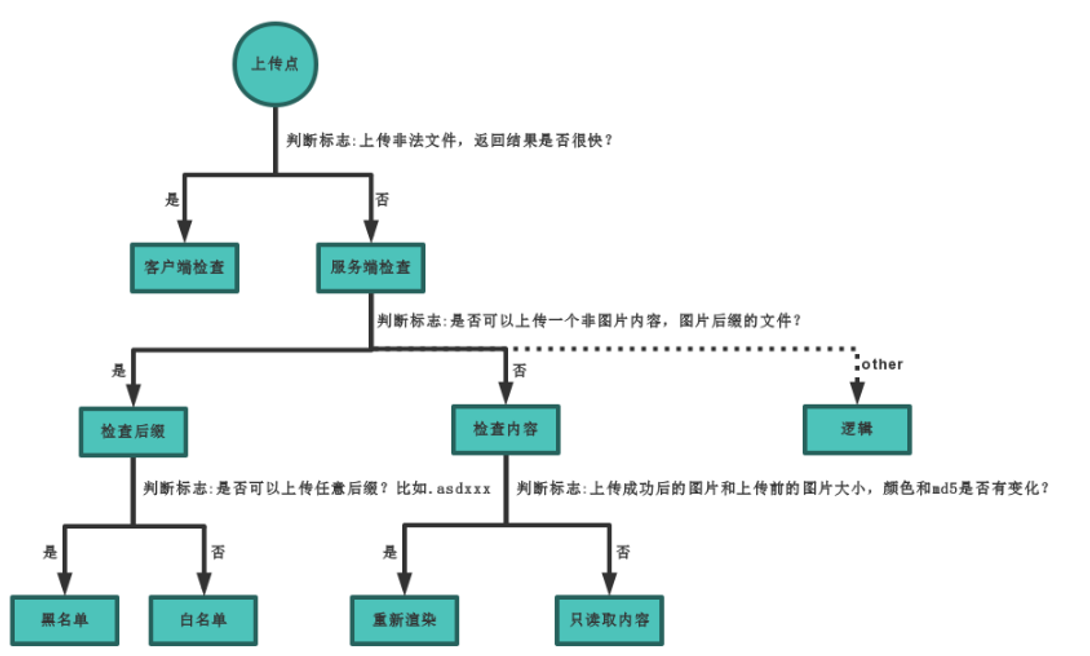 上传点
判断标志:上传非法文件，返回结果是否很快？
是
否
客户端检查
服务端检查
判断标志:是否可以上传一个非图片内容，图片后缀的文件？
是
否
other
检查后缀
检查内容
逻辑
判断标志:是否可以上传任意后缀？比如.asdxxx
判断标志:上传成功后的图片和上传前的图片大小，颜色和md5是否有变化？
是
否
是
否
黑名单
白名单
重新渲染
只读取内容